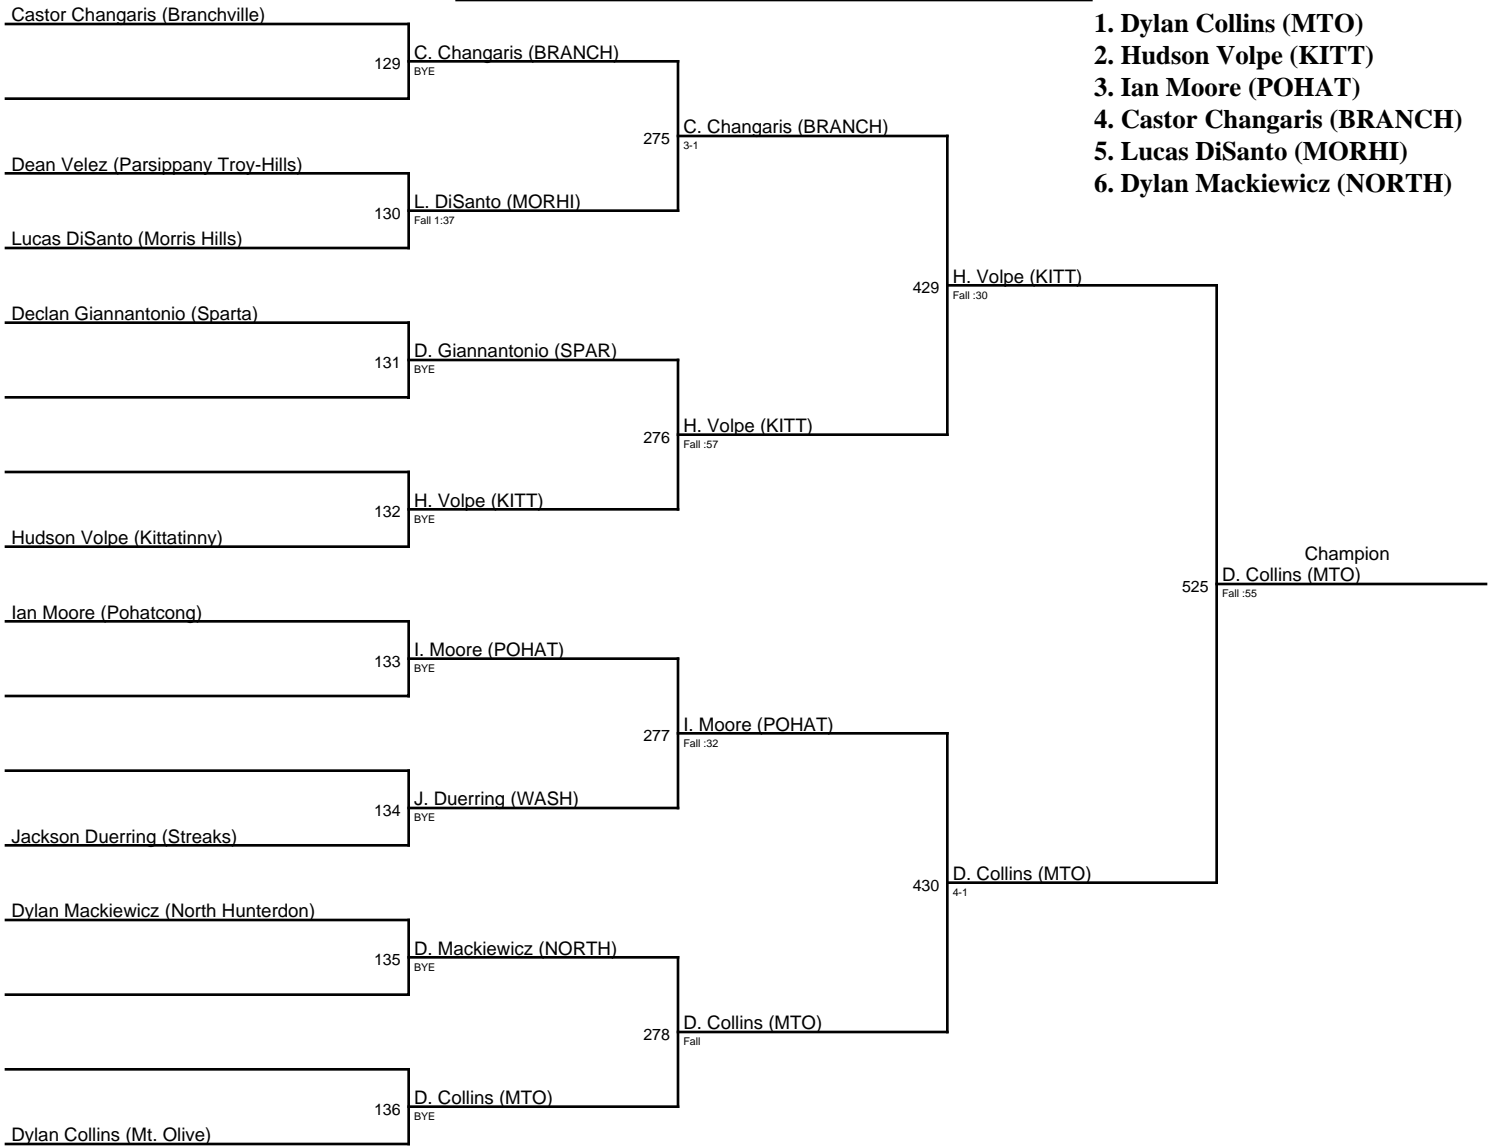 Castor Changaris (Branchville)
129
C. Changaris (BRANCH)
BYE
275
C. Changaris (BRANCH)
3-1
Dean Velez (Parsippany Troy-Hills)
130
L. DiSanto (MORHI)
Fall 1:37
Lucas DiSanto (Morris Hills)
429
H. Volpe (KITT)
Fall :30
Declan Giannantonio (Sparta)
131
D. Giannantonio (SPAR)
BYE
276
H. Volpe (KITT)
Fall :57
132
H. Volpe (KITT)
BYE
Hudson Volpe (Kittatinny)
525
Champion
D. Collins (MTO)
Fall :55
Ian Moore (Pohatcong)
133
I. Moore (POHAT)
BYE
277
I. Moore (POHAT)
Fall :32
134
J. Duerring (WASH)
BYE
Jackson Duerring (Streaks)
430
D. Collins (MTO)
4-1
Dylan Mackiewicz (North Hunterdon)
135
D. Mackiewicz (NORTH)
BYE
278
D. Collins (MTO)
Fall
136
D. Collins (MTO)
BYE
Dylan Collins (Mt. Olive)
1. Dylan Collins (MTO)
2. Hudson Volpe (KITT)
3. Ian Moore (POHAT)
4. Castor Changaris (BRANCH)
5. Lucas DiSanto (MORHI)
6. Dylan Mackiewicz (NORTH)